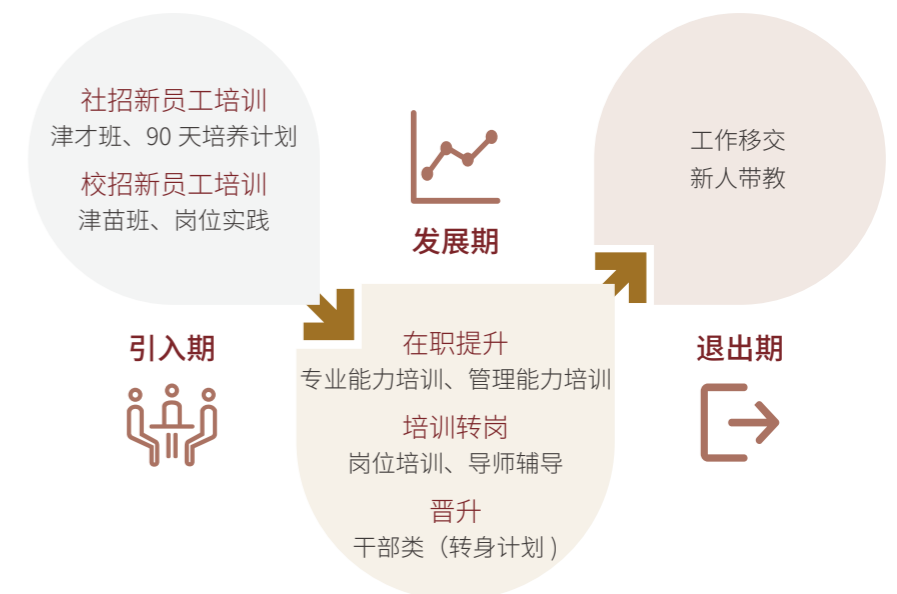 社招新员工培训
津才班、90 天培养计划
校招新员工培训
津苗班、岗位实践
引入期
发展期
在职提升
专业能力培训、管理能力培训
培训转岗
岗位培训、导师辅导
晋升
干部类（转身计划 )
工作移交
新人带教
退出期